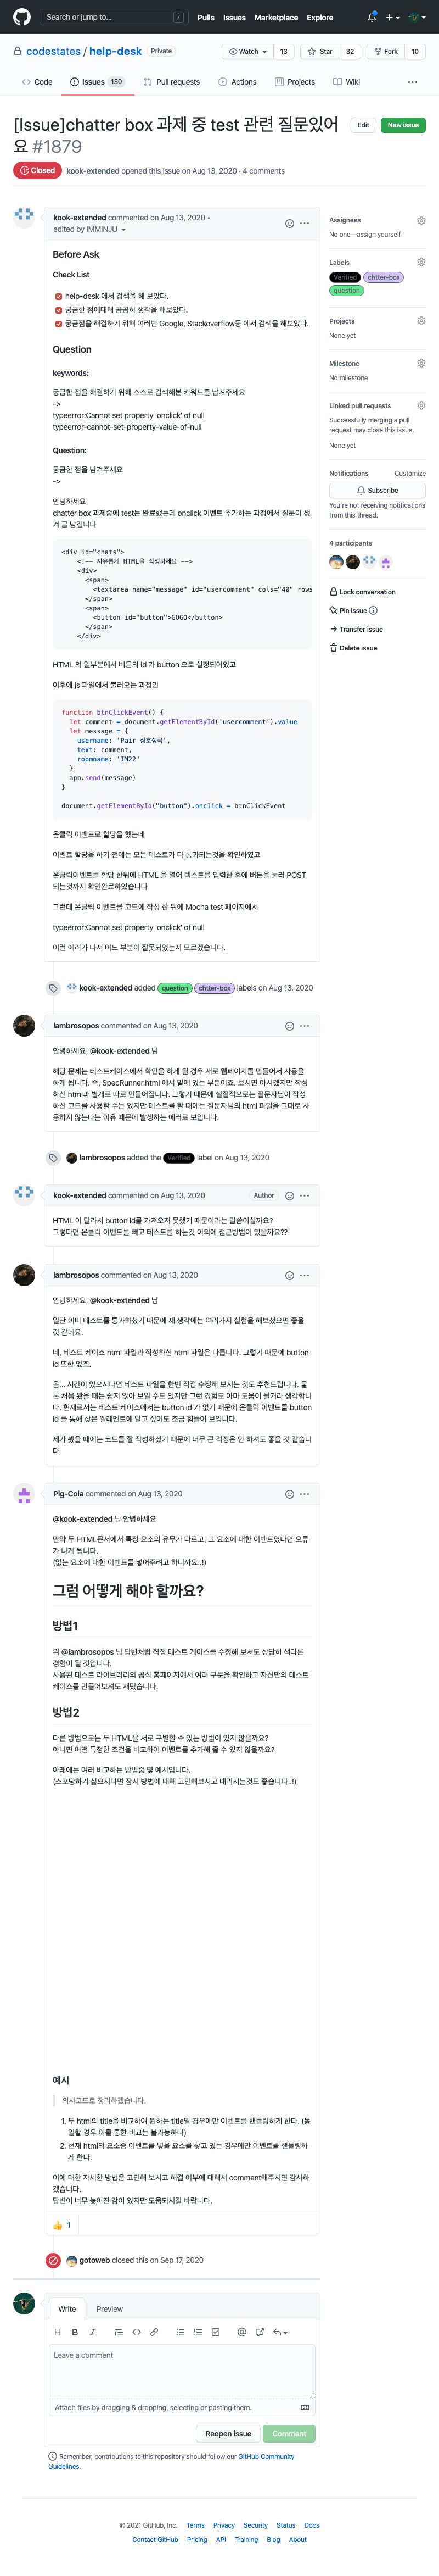 Search or jump to...
/
Pulls Issues Marketplace Explore
codestates / help-desk Private
Watch 13
Star 32
Fork 10
Code
Issues 130
Pull requests
Actions
Projects
Wiki
[Issue]chatter box 과제 중 test 관련 질문있어
요 #1879
Edit
New issue
Closed kook-extended opened this issue on Aug 13, 2020 · 4 comments
kook-extended commented on Aug 13, 2020 •
edited by IMMINJU
Before Ask
Check List
help-desk 에서 검색을 해 보았다.
궁금한 점에대해 곰곰히 생각을 해보았다.
궁금점을 해결하기 위해 여러번 Google, Stackoverflow등 에서 검색을 해보았다.
Question
keywords:
궁금한 점을 해결하기 위해 스스로 검색해본 키워드를 남겨주세요
->
typeerror:Cannot set property 'onclick' of null
typeerror-cannot-set-property-value-of-null
Question:
궁금한 점을 남겨주세요
->
안녕하세요
chatter box 과제중에 test는 완료했는데 onclick 이벤트 추가하는 과정에서 질문이 생
겨 글 남깁니다
<div id="chats">
<!-- 자유롭게 HTML을 작성하세요 -->
<div>
<span>
<textarea name="message" id="usercomment" cols="40" rows
</span>
<span>
<button id="button">GOGO</button>
</span>
</div>
HTML 의 일부분에서 버튼의 id 가 button 으로 설정되어있고
이후에 js 파일에서 불러오는 과정인
function btnClickEvent() {
let comment = document.getElementById('usercomment').value
let message = {
username: 'Pair 상호성국',
text: comment,
roomname: 'IM22'
}
app.send(message)
}
document.getElementById("button").onclick = btnClickEvent
온클릭 이벤트로 할당을 했는데
이벤트 할당을 하기 전에는 모든 테스트가 다 통과되는것을 확인하였고
온클릭이벤트를 할당 한뒤에 HTML 을 열어 텍스트를 입력한 후에 버튼을 눌러 POST
되는것까지 확인완료하였습니다
그런데 온클릭 이벤트를 코드에 작성 한 뒤에 Mocha test 페이지에서
typeerror:Cannot set property 'onclick' of null
이런 에러가 나서 어느 부분이 잘못되었는지 모르겠습니다.
kook-extended added question chtter-box labels on Aug 13, 2020
lambrosopos commented on Aug 13, 2020
안녕하세요, @kook-extended 님
해당 문제는 테스트케이스에서 확인을 하게 될 경우 새로 웹페이지를 만들어서 사용을
하게 됩니다. 즉, SpecRunner.html 에서 밑에 있는 부분이죠. 보시면 아시겠지만 작성
하신 html과 별개로 따로 만들어집니다. 그렇기 때문에 실질적으로는 질문자님이 작성
하신 코드를 사용할 수는 있지만 테스트를 할 때에는 질문자님의 html 파일을 그대로 사
용하지 않는다는 이유 때문에 발생하는 에러로 보입니다.
lambrosopos added the Verified label on Aug 13, 2020
kook-extended commented on Aug 13, 2020
Author
HTML 이 달라서 button id를 가져오지 못했기 때문이라는 말씀이실까요?
그렇다면 온클릭 이벤트를 빼고 테스트를 하는것 이외에 접근방법이 있을까요??
lambrosopos commented on Aug 13, 2020
안녕하세요, @kook-extended 님
일단 이미 테스트를 통과하셨기 때문에 제 생각에는 여러가지 실험을 해보셨으면 좋을
것 같네요.
네, 테스트 케이스 html 파일과 작성하신 html 파일은 다릅니다. 그렇기 때문에 button
id 또한 없죠.
음... 시간이 있으시다면 테스트 파일을 한번 직접 수정해 보시는 것도 추천드립니다. 물
론 처음 봤을 때는 쉽지 않아 보일 수도 있지만 그런 경험도 아마 도움이 될거라 생각합니
다. 현재로서는 테스트 케이스에서는 button id 가 없기 때문에 온클릭 이벤트를 button
id 를 통해 찾은 엘레멘트에 달고 싶어도 조금 힘들어 보입니다.
제가 봤을 때에는 코드를 잘 작성하셨기 때문에 너무 큰 걱정은 안 하셔도 좋을 것 같습니
다
Pig-Cola commented on Aug 13, 2020
@kook-extended 님 안녕하세요
만약 두 HTML문서에서 특정 요소의 유무가 다르고, 그 요소에 대한 이벤트였다면 오류
가 나게 됩니다.
(없는 요소에 대한 이벤트를 넣어주려고 하니까요..!)
그럼 어떻게 해야 할까요?
방법1
위 @lambrosopos 님 답변처럼 직접 테스트 케이스를 수정해 보셔도 상당히 색다른
경험이 될 것입니다.
사용된 테스트 라이브러리의 공식 홈페이지에서 여러 구문을 확인하고 자신만의 테스트
케이스를 만들어보셔도 재밌습니다.
방법2
다른 방법으로는 두 HTML을 서로 구별할 수 있는 방법이 있지 않을까요?
아니면 어떤 특정한 조건을 비교하여 이벤트를 추가해 줄 수 있지 않을까요?
아래에는 여러 비교하는 방법중 몇 예시입니다.
(스포당하기 싫으시다면 잠시 방법에 대해 고민해보시고 내리시는것도 좋습니다..!)
예시
의사코드로 정리하겠습니다.
1. 두 html의 title을 비교하여 원하는 title일 경우에만 이벤트를 핸들링하게 한다. (동
일할 경우 이를 통한 비교는 불가능하다)
2. 현재 html의 요소중 이벤트를 넣을 요소를 찾고 있는 경우에만 이벤트를 핸들링하
게 한다.
이에 대한 자세한 방법은 고민해 보시고 해결 여부에 대해서 comment해주시면 감사하
겠습니다.
답변이 너무 늦어진 감이 있지만 도움되시길 바랍니다.
👍 1
gotoweb closed this on Sep 17, 2020
Write Preview
Leave a comment
Attach files by dragging & dropping, selecting or pasting them.
Reopen issue
Comment
Remember, contributions to this repository should follow our GitHub Community
Guidelines.
Assignees
No one—assign yourself
Labels
Verified chtter-box
question
Projects
None yet
Milestone
No milestone
Linked pull requests
Successfully merging a pull
request may close this issue.
None yet
Notifications Customize
Subscribe
You're not receiving notifications
from this thread.
4 participants
Lock conversation
Pin issue
Transfer issue
Delete issue
© 2021 GitHub, Inc. Terms Privacy Security Status Docs
Contact GitHub Pricing API Training Blog About